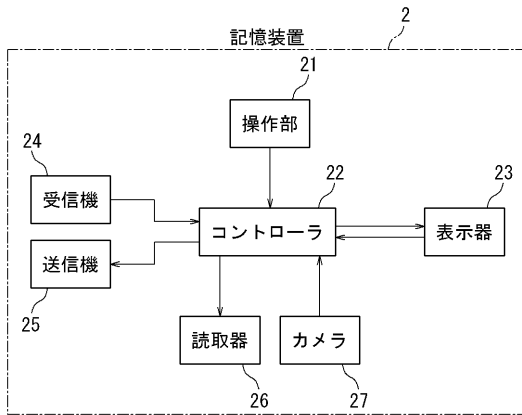 記憶装置
2
21
操作部
24
受信機
22
コントローラ
23
表示器
送信機
25
読取器
26
カメラ
27